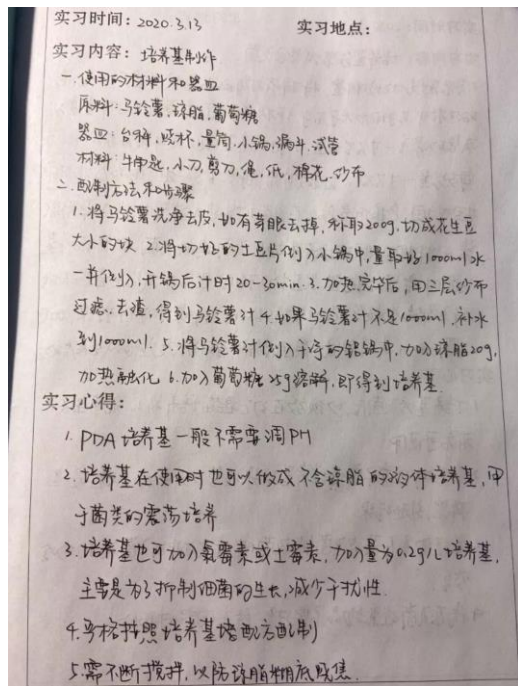 实习时间：2020.3.13 实习地点：
实习内容：培养基制作
一.使用的材料和器皿
原料：马铃薯，琼脂，葡萄糖
器皿：台秤，烧杯，量筒，小锅，漏斗，试管
材料：牛角匙，小刀，剪刀，绳，纸，棉花，纱布
二.配制方法和步骤
1.将马铃薯洗净去皮，如有芽眼去掉，称取200g，切成花生豆
大小的块 2.将切好的土豆片倒入小锅中，量取好1000ml水
一并倒入，开锅后计时20-30min. 3.加热完毕后，用三层纱布
过滤，去渣，得到马铃薯汁 4.如果马铃薯汁不足1000ml，补水
到1000ml. 5.将马铃薯汁倒入干净的铝锅中，加入琼脂20g，
加热融化 6.加入葡萄糖25g溶解，即得到培养基.
实习心得：
1. PDA培养基一般不需要调PH
2.培养基在使用时也可以做成不含琼脂的液体培养基，用
于菌类的震荡培养
3.培养基也可加入氯霉素或土霉素，加入量为0.2g/L培养基，
主要是为了抑制细菌的生长，减少干扰性.
4.严格按照培养基配方配制
5.需不断搅拌，以防琼脂糊底烧焦.